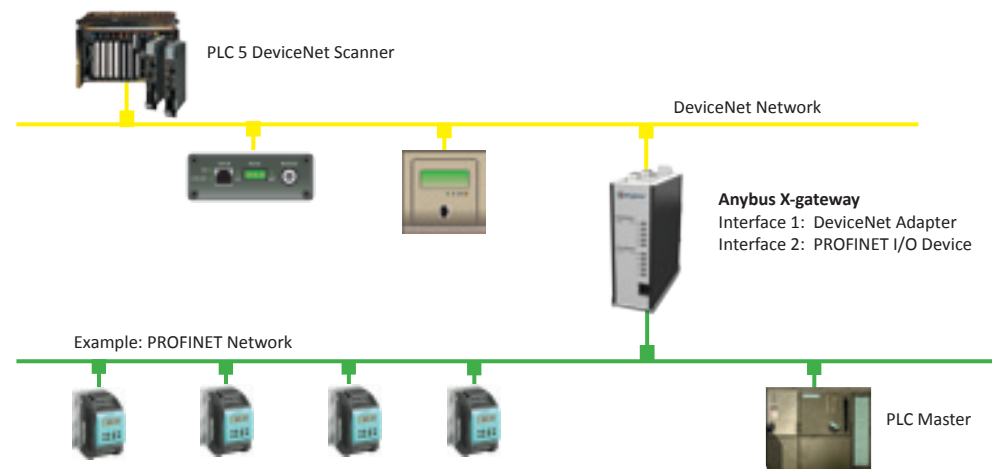 PLC 5 DeviceNet Scanner
DeviceNet Network
Anybus X-gateway
Interface 1: DeviceNet Adapter
Interface 2: PROFINET I/O Device
Example: PROFINET Network
PLC Master